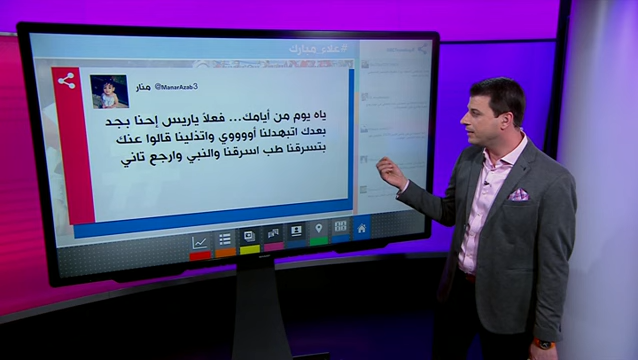 #علاء_مبارك
منار @ManarAzab3
ياه يوم من أيامك... فعلاً ياريس إحنا بجد
بعدك اتبهدلنا أووووي واتذلينا قالوا عنك
بتسرقنا طب اسرقنا والنبي وارجع تاني